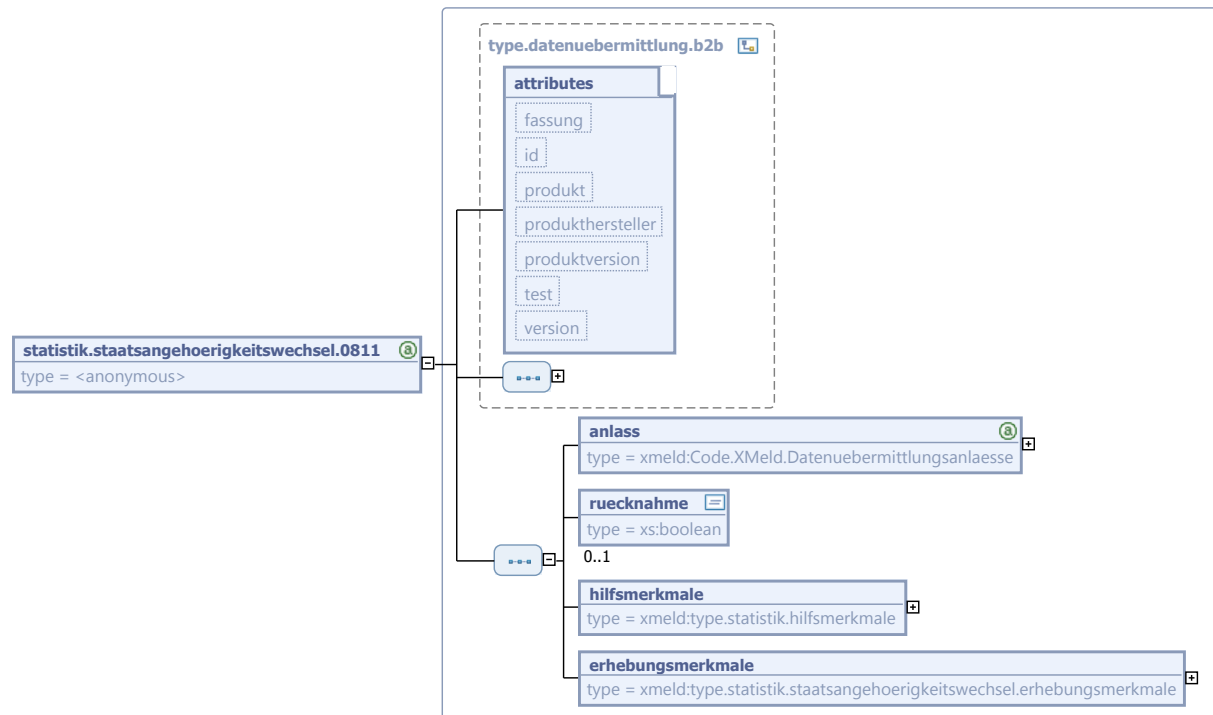 type.datenuebermittlung.b2b
attributes
fassung
id
produkt
produkthersteller
produktversion
test
version
statistik.staatsangehoerigkeitswechsel.0811 a
type = <anonymous>
anlass a
type = xmeld:Code.XMeld.Datenuebermittlungsanlaesse
ruecknahme
type = xs:boolean
0..1
hilfsmerkmale
type = xmeld:type.statistik.hilfsmerkmale
erhebungsmerkmale
type = xmeld:type.statistik.staatsangehoerigkeitswechsel.erhebungsmerkmale